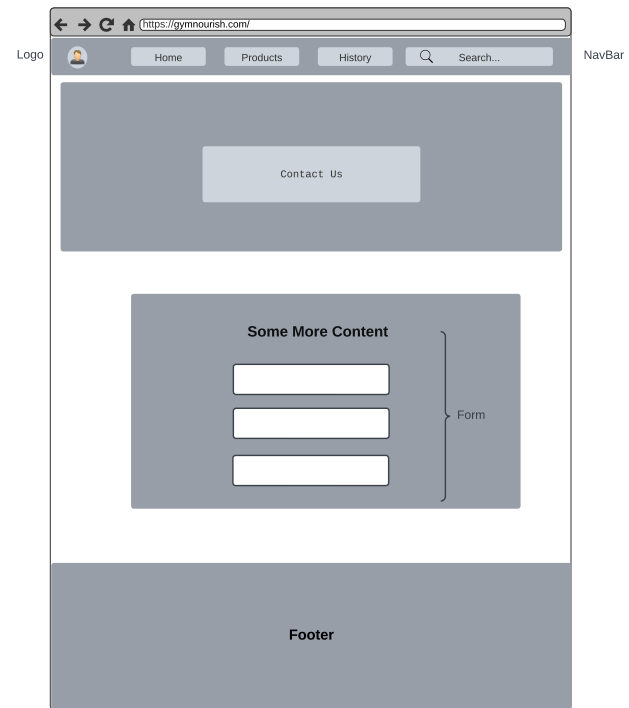 https://gymnourish.com/
Logo
Home
Products
History
Search...
NavBar
Contact Us
Some More Content
Form
Footer